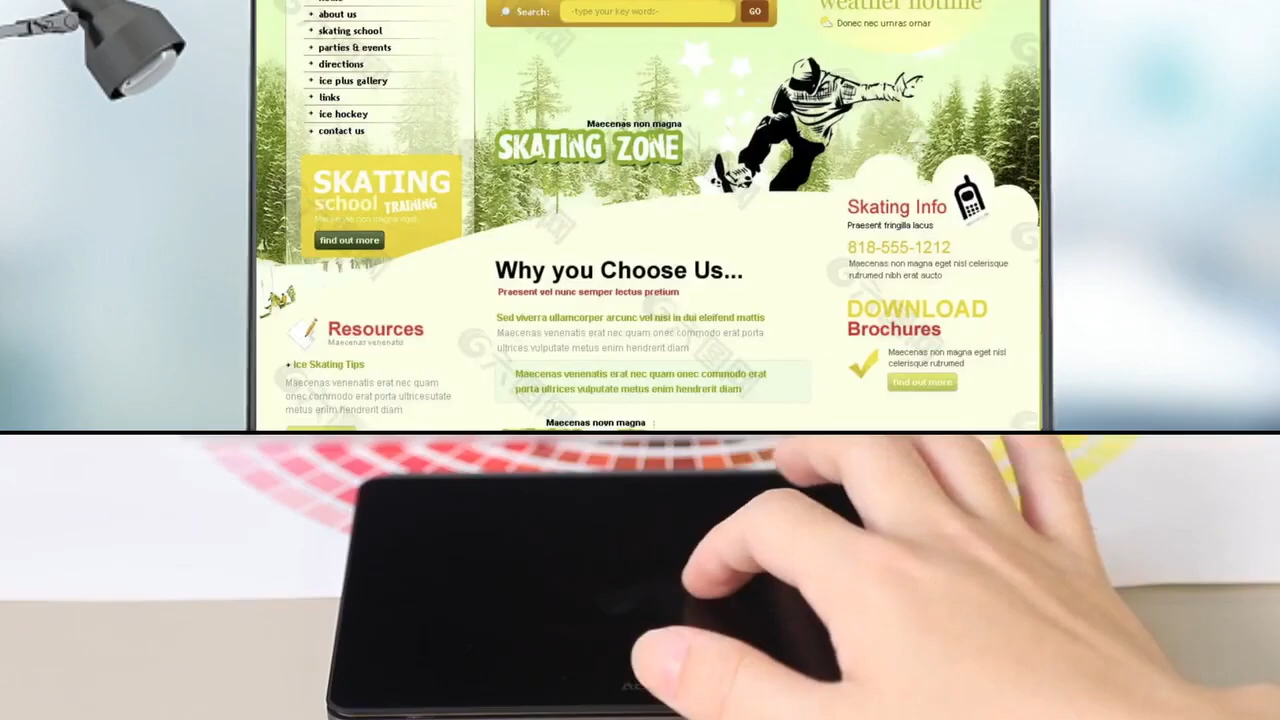 about us
skating school
parties & events
directions
ice plus gallery
links
ice hockey
contact us
SKATING
school TRAINING
find out more
Resources
Maecenas venenatis
Ice Skating Tips
Maecenas venenatis erat nec quam
onec commodo erat porta ultricesutate
metus enim hendrerit diam
Search: -type your key words- GO
Maecenas non magna
SKATING ZONE
Why you Choose Us...
Praesent vel nunc semper lectus pretium
Sed viverra ullamcorper arcunc vel nisi in dui eleifend mattis
Maecenas venenatis erat nec quam onec commodo erat porta
ultrices vulputate metus enim hendrerit diam
Maecenas venenatis erat nec quam onec commodo erat
porta ultrices vulputate metus enim hendrerit diam
Maecenas novn magna
weather hotline
Donec nec urnras ornar
Skating Info
Praesent fringilla lacus
818-555-1212
Maecenas non magna eget nisl celerisque
rutrumed nibh erat aucto
DOWNLOAD
Brochures
Maecenas non magna eget nisl
celerisque rutrumed
find out more